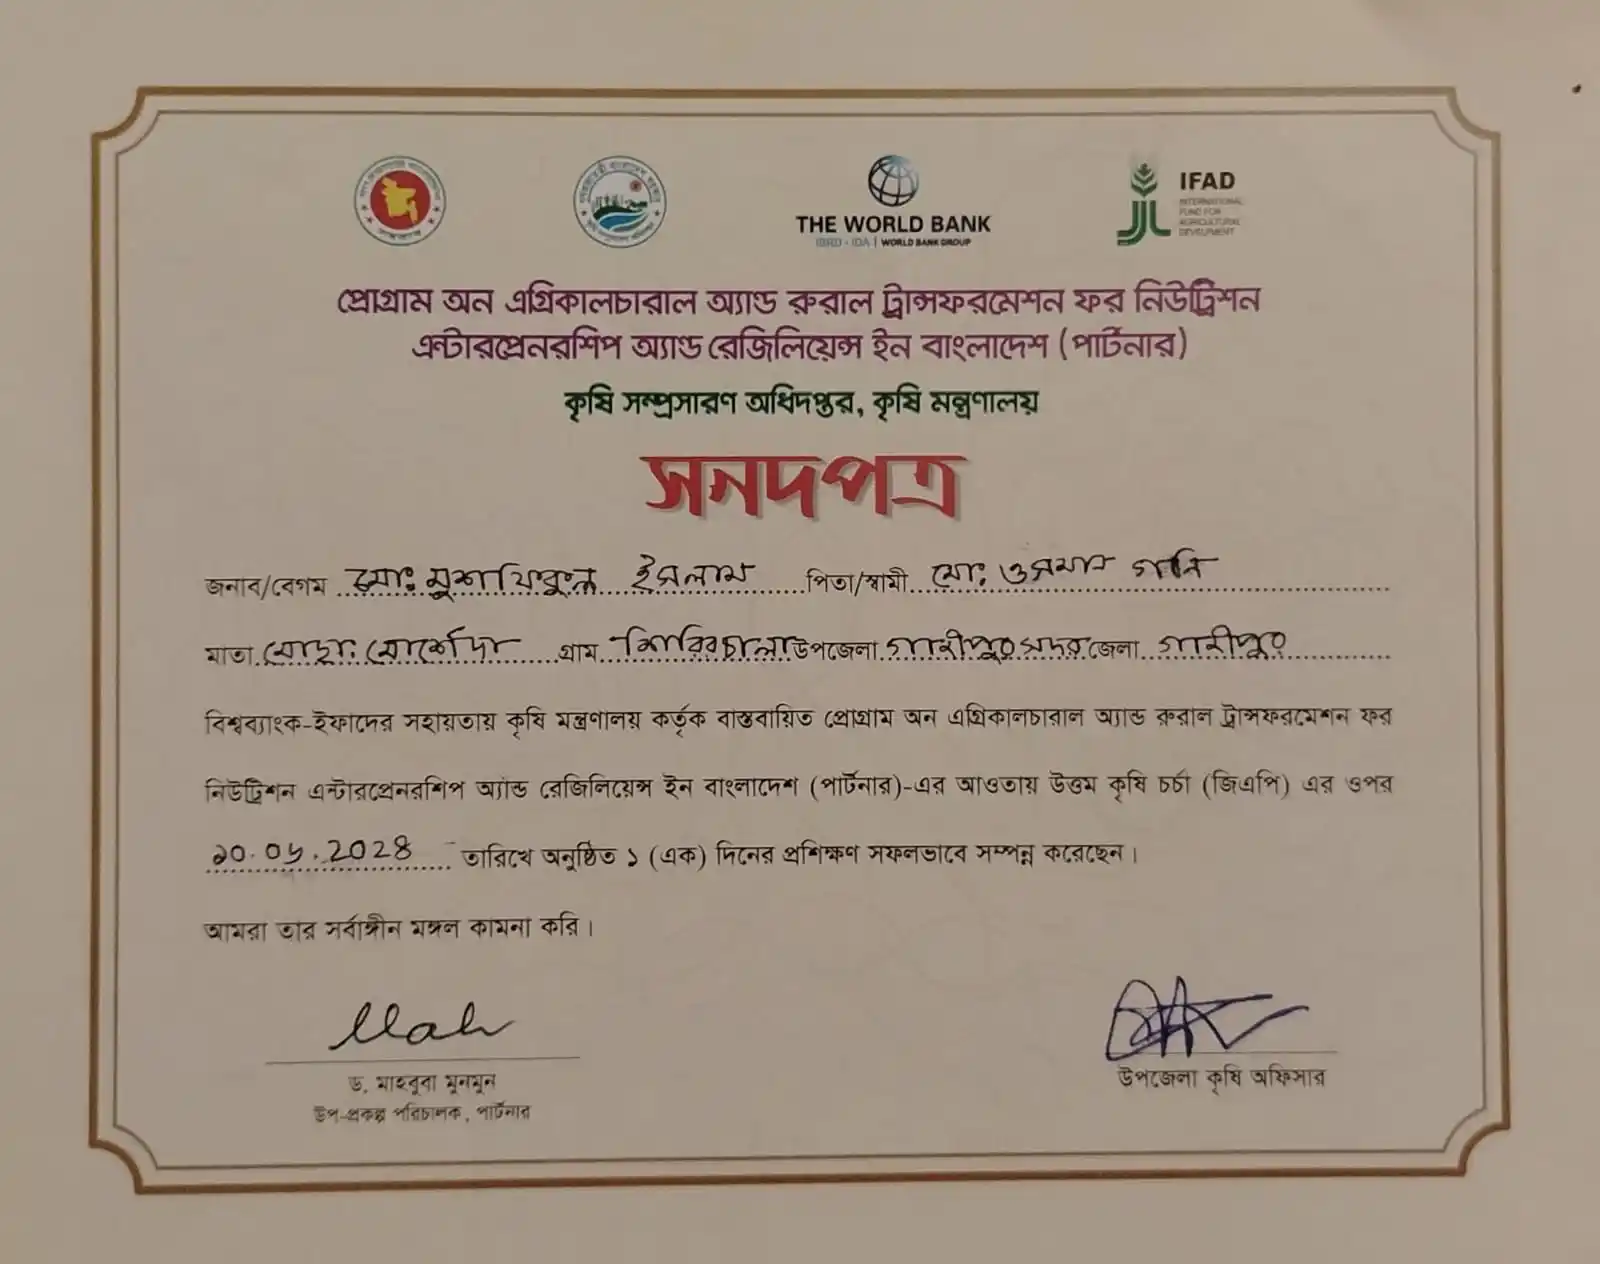 THE WORLD BANK
IBRD • IDA | WORLD BANK GROUP
IFAD
INTERNATIONAL
FUND FOR
AGRICULTURAL
DEVELOPMENT
প্রোগ্রাম অন এগ্রিকালচারাল অ্যান্ড রুরাল ট্রান্সফরমেশন ফর নিউট্রিশন
এন্টারপ্রেনরশিপ অ্যান্ড রেজিলিয়েন্স ইন বাংলাদেশ (পার্টনার)
কৃষি সম্প্রসারণ অধিদপ্তর, কৃষি মন্ত্রণালয়
সনদপত্র
জনাব/বেগম মোঃ মুশফিকুল ইসলাম পিতা/স্বামী মোঃ ওসমান গনি
মাতা মোছাঃ মোর্শেদা গ্রাম শিরিরচালা উপজেলা গাজীপুর সদর জেলা গাজীপুর
বিশ্বব্যাংক-ইফাদের সহায়তায় কৃষি মন্ত্রণালয় কর্তৃক বাস্তবায়িত প্রোগ্রাম অন এগ্রিকালচারাল অ্যান্ড রুরাল ট্রান্সফরমেশন ফর
নিউট্রিশন এন্টারপ্রেনরশিপ অ্যান্ড রেজিলিয়েন্স ইন বাংলাদেশ (পার্টনার)-এর আওতায় উত্তম কৃষি চর্চা (জিএপি) এর ওপর
তারিখে অনুষ্ঠিত ১ (এক) দিনের প্রশিক্ষণ সফলভাবে সম্পন্ন করেছেন।
আমরা তার সর্বাঙ্গীন মঙ্গল কামনা করি।
ড. মাহবুবা মুনমুন
উপ-প্রকল্প পরিচালক, পার্টনার
উপজেলা কৃষি অফিসার